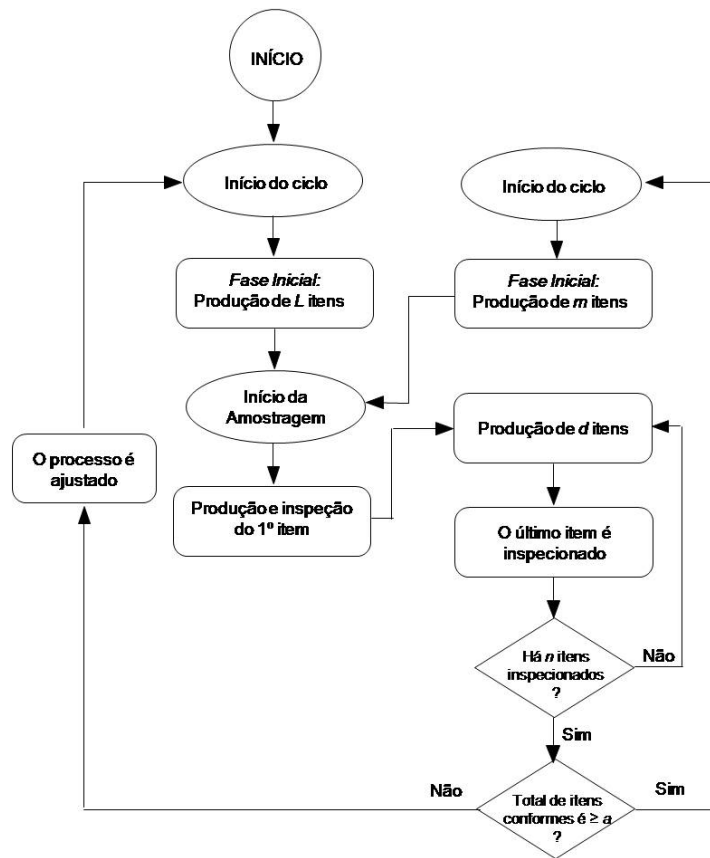 INÍCIO
Início do ciclo
Início do ciclo
Fase Inicial:
Produção de L itens
Fase Inicial:
Produção de m itens
Início da
Amostragem
Produção de d itens
O processo é
ajustado
Produção e inspeção
do 1º item
O último item é
inspecionado
Há n itens
inspecionados
?
Não
Sim
Não
Total de itens
conformes é ≥ a
?
Sim